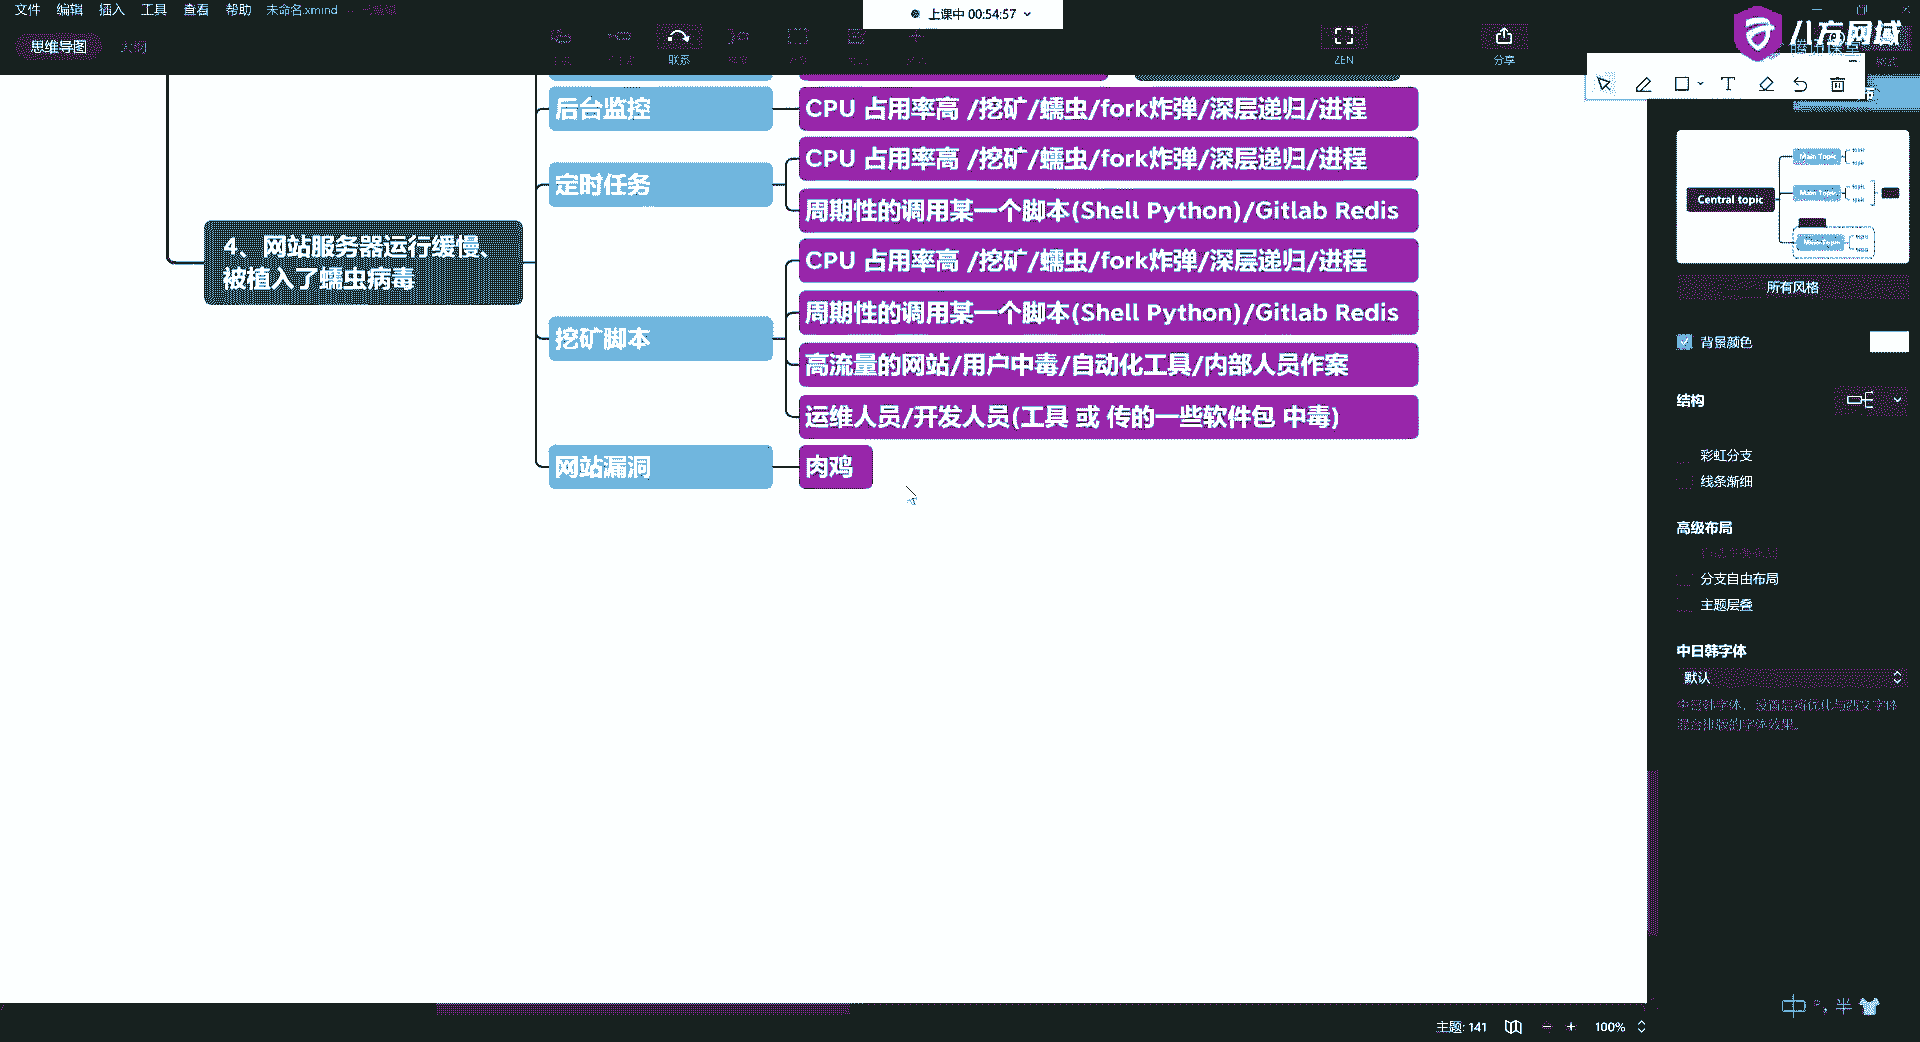 文件 编辑 插入 工具 查看 帮助 未命名.xmind
上课中 00:54:57
八方网域
腾讯课堂
思维导图
大纲
联系
ZEN
分享
后台监控
CPU 占用率高 /挖矿/蠕虫/fork炸弹/深层递归/进程
定时任务
CPU 占用率高 /挖矿/蠕虫/fork炸弹/深层递归/进程
周期性的调用某一个脚本(Shell Python)/Gitlab Redis
4、网站服务器运行缓慢、
被植入了蠕虫病毒
挖矿脚本
CPU 占用率高 /挖矿/蠕虫/fork炸弹/深层递归/进程
周期性的调用某一个脚本(Shell Python)/Gitlab Redis
高流量的网站/用户中毒/自动化工具/内部人员作案
运维人员/开发人员(工具 或 传的一些软件包 中毒)
网站漏洞
肉鸡
Central topic
Main Topic
Main Topic
Main Topic
所有风格
背景颜色
结构
彩虹分支
线条渐细
高级布局
分支自由布局
主题层叠
中日韩字体
默认
主题: 141
100%
中 °, 半